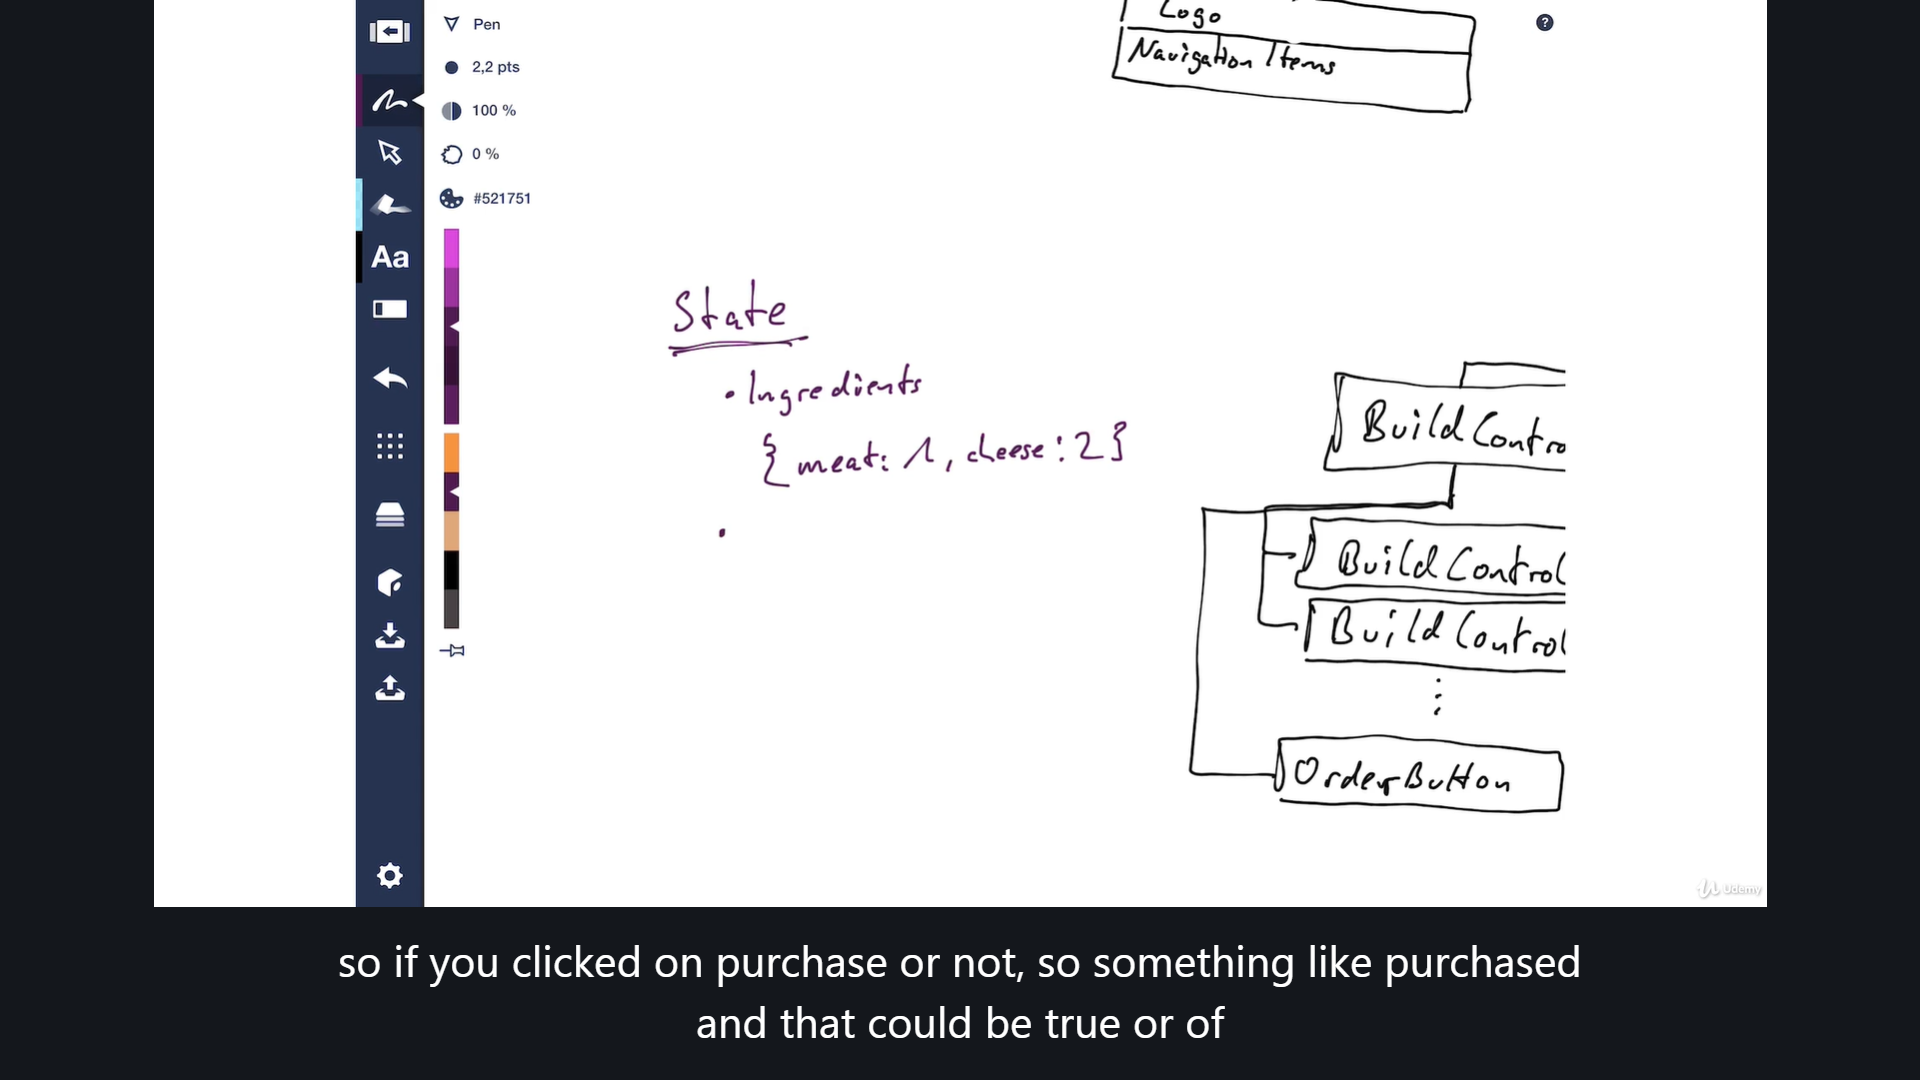 Pen
2,2 pts
100 %
0 %
#521751
Aa
Logo
Navigation Items
?
State
• Ingredients
{ meat: 1, cheese: 2 }
•
Build Contro
Build Control
Build Control
⋮
Order Button
Udemy
so if you clicked on purchase or not, so something like purchased
and that could be true or of